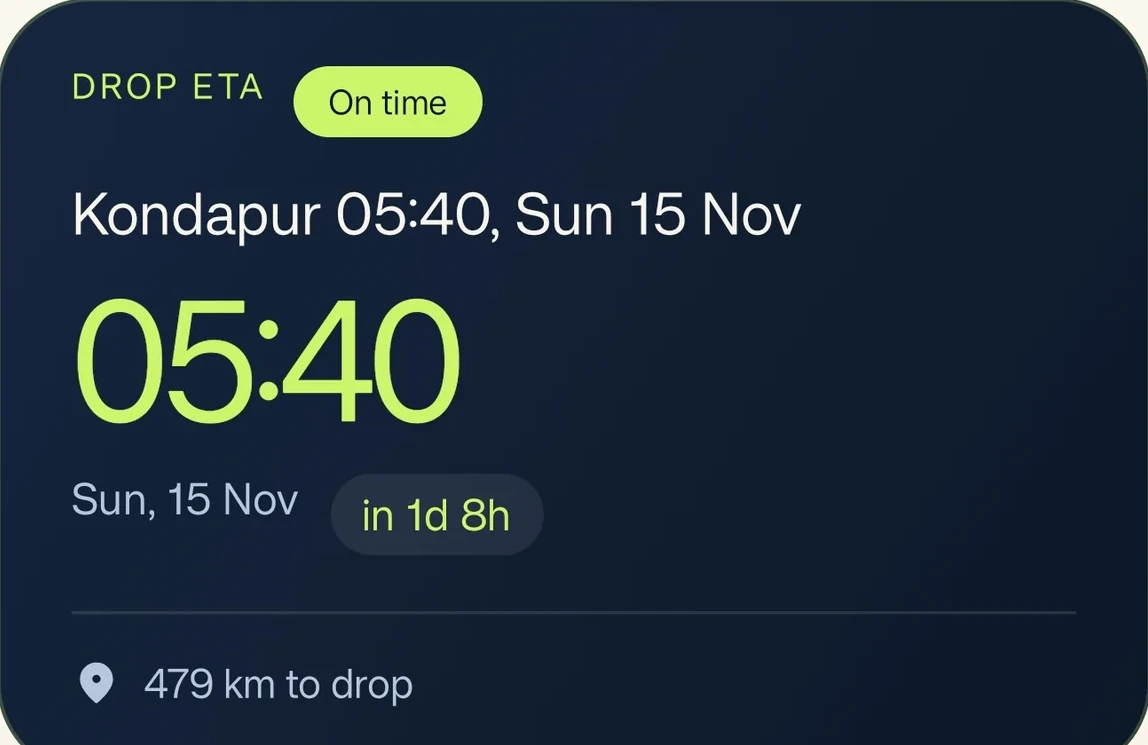 DROP ETA On time
Kondapur 05:40, Sun 15 Nov
05:40
Sun, 15 Nov in 1d 8h
479 km to drop